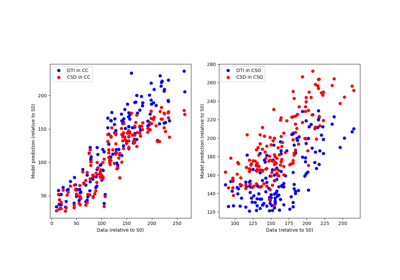 DTI in CC
CSD in CC
Model prediction (relative to S0)
200
150
100
50
0 50 100 150 200 250
Data (relative to S0)
DTI in CSO
CSD in CSO
Model prediction (relative to S0)
280
260
240
220
200
180
160
140
120
100 125 150 175 200 225 250
Data (relative to S0)